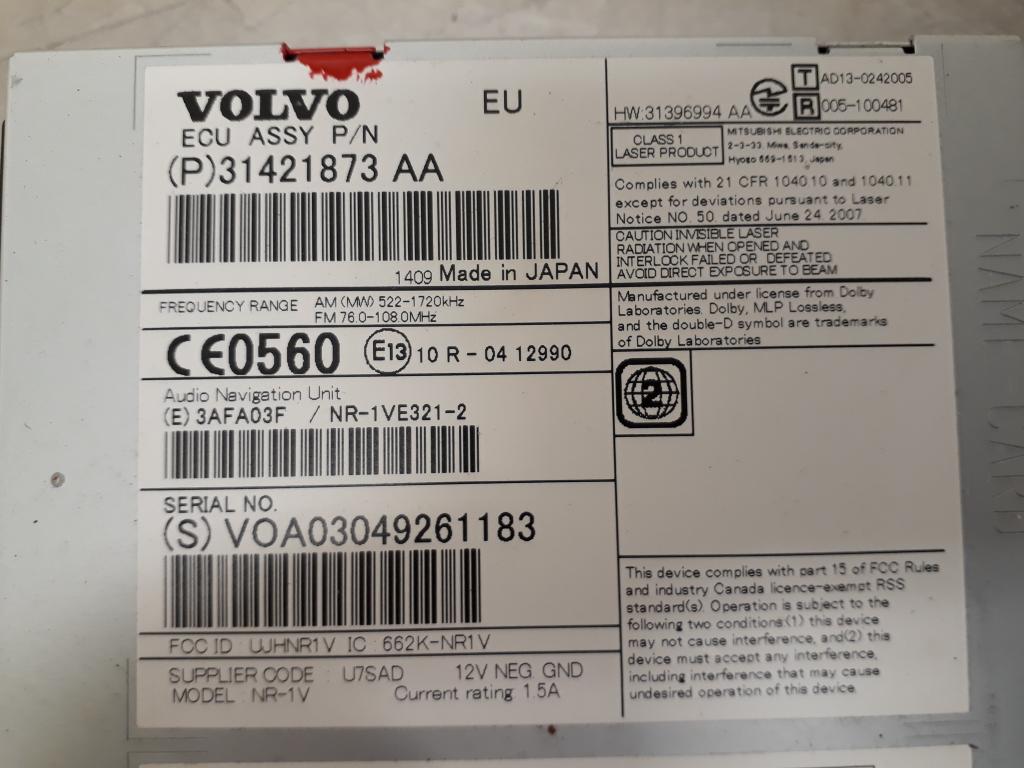 VOLVO EU
ECU ASSY P/N
(P)31421873 AA
1409 Made in JAPAN
FREQUENCY RANGE AM (MW) 522-1720kHz
FM 76.0-108.0MHz
CE0560 E13 10 R - 04 12990
Audio Navigation Unit
(E) 3AFA03F / NR-1VE321-2
SERIAL NO.
(S) VOA03049261183
FCC ID : UJHNR1V IC : 662K-NR1V
SUPPLIER CODE : U7SAD 12V NEG. GND
MODEL : NR-1V Current rating: 1.5A
HW:31396994 AA
T AD13-0242005
R 005-100481
CLASS 1
LASER PRODUCT
MITSUBISHI ELECTRIC CORPORATION
2-3-33, Miwa, Sanda-city,
Hyogo 669-1513, Japan
Complies with 21 CFR 1040.10 and 1040.11
except for deviations pursuant to Laser
Notice NO. 50, dated June 24, 2007
CAUTION INVISIBLE LASER
RADIATION WHEN OPENED AND
INTERLOCK FAILED OR DEFEATED
AVOID DIRECT EXPOSURE TO BEAM
Manufactured under license from Dolby
Laboratories. Dolby, MLP Lossless,
and the double-D symbol are trademarks
of Dolby Laboratories
2
This device complies with part 15 of FCC Rules
and industry Canada licence-exempt RSS
standard(s). Operation is subject to the
following two conditions:(1) this device
may not cause interference, and(2) this
device must accept any interference,
including interference that may cause
undesired operation of this device.